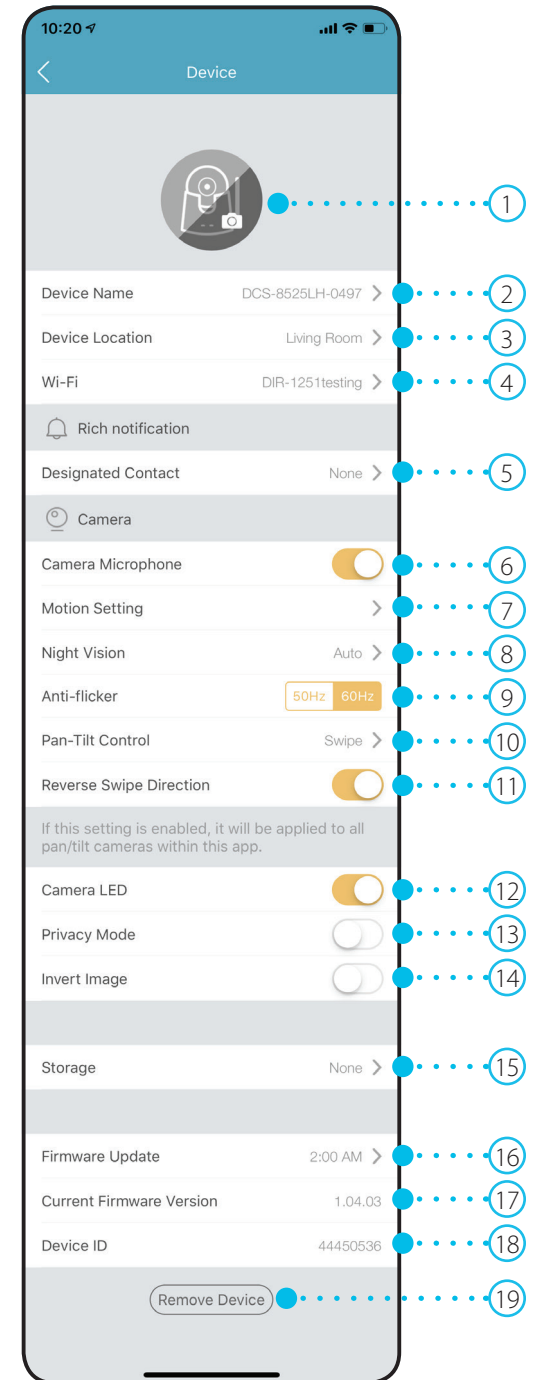 10:20
Device
1
Device Name DCS-8525LH-0497 2
Device Location Living Room 3
Wi-Fi DIR-1251testing 4
Rich notification
Designated Contact None 5
Camera
Camera Microphone 6
Motion Setting 7
Night Vision Auto 8
Anti-flicker 50Hz 60Hz 9
Pan-Tilt Control Swipe 10
Reverse Swipe Direction 11
If this setting is enabled, it will be applied to all
pan/tilt cameras within this app.
Camera LED 12
Privacy Mode 13
Invert Image 14
Storage None 15
Firmware Update 2:00 AM 16
Current Firmware Version 1.04.03 17
Device ID 44450536 18
Remove Device 19